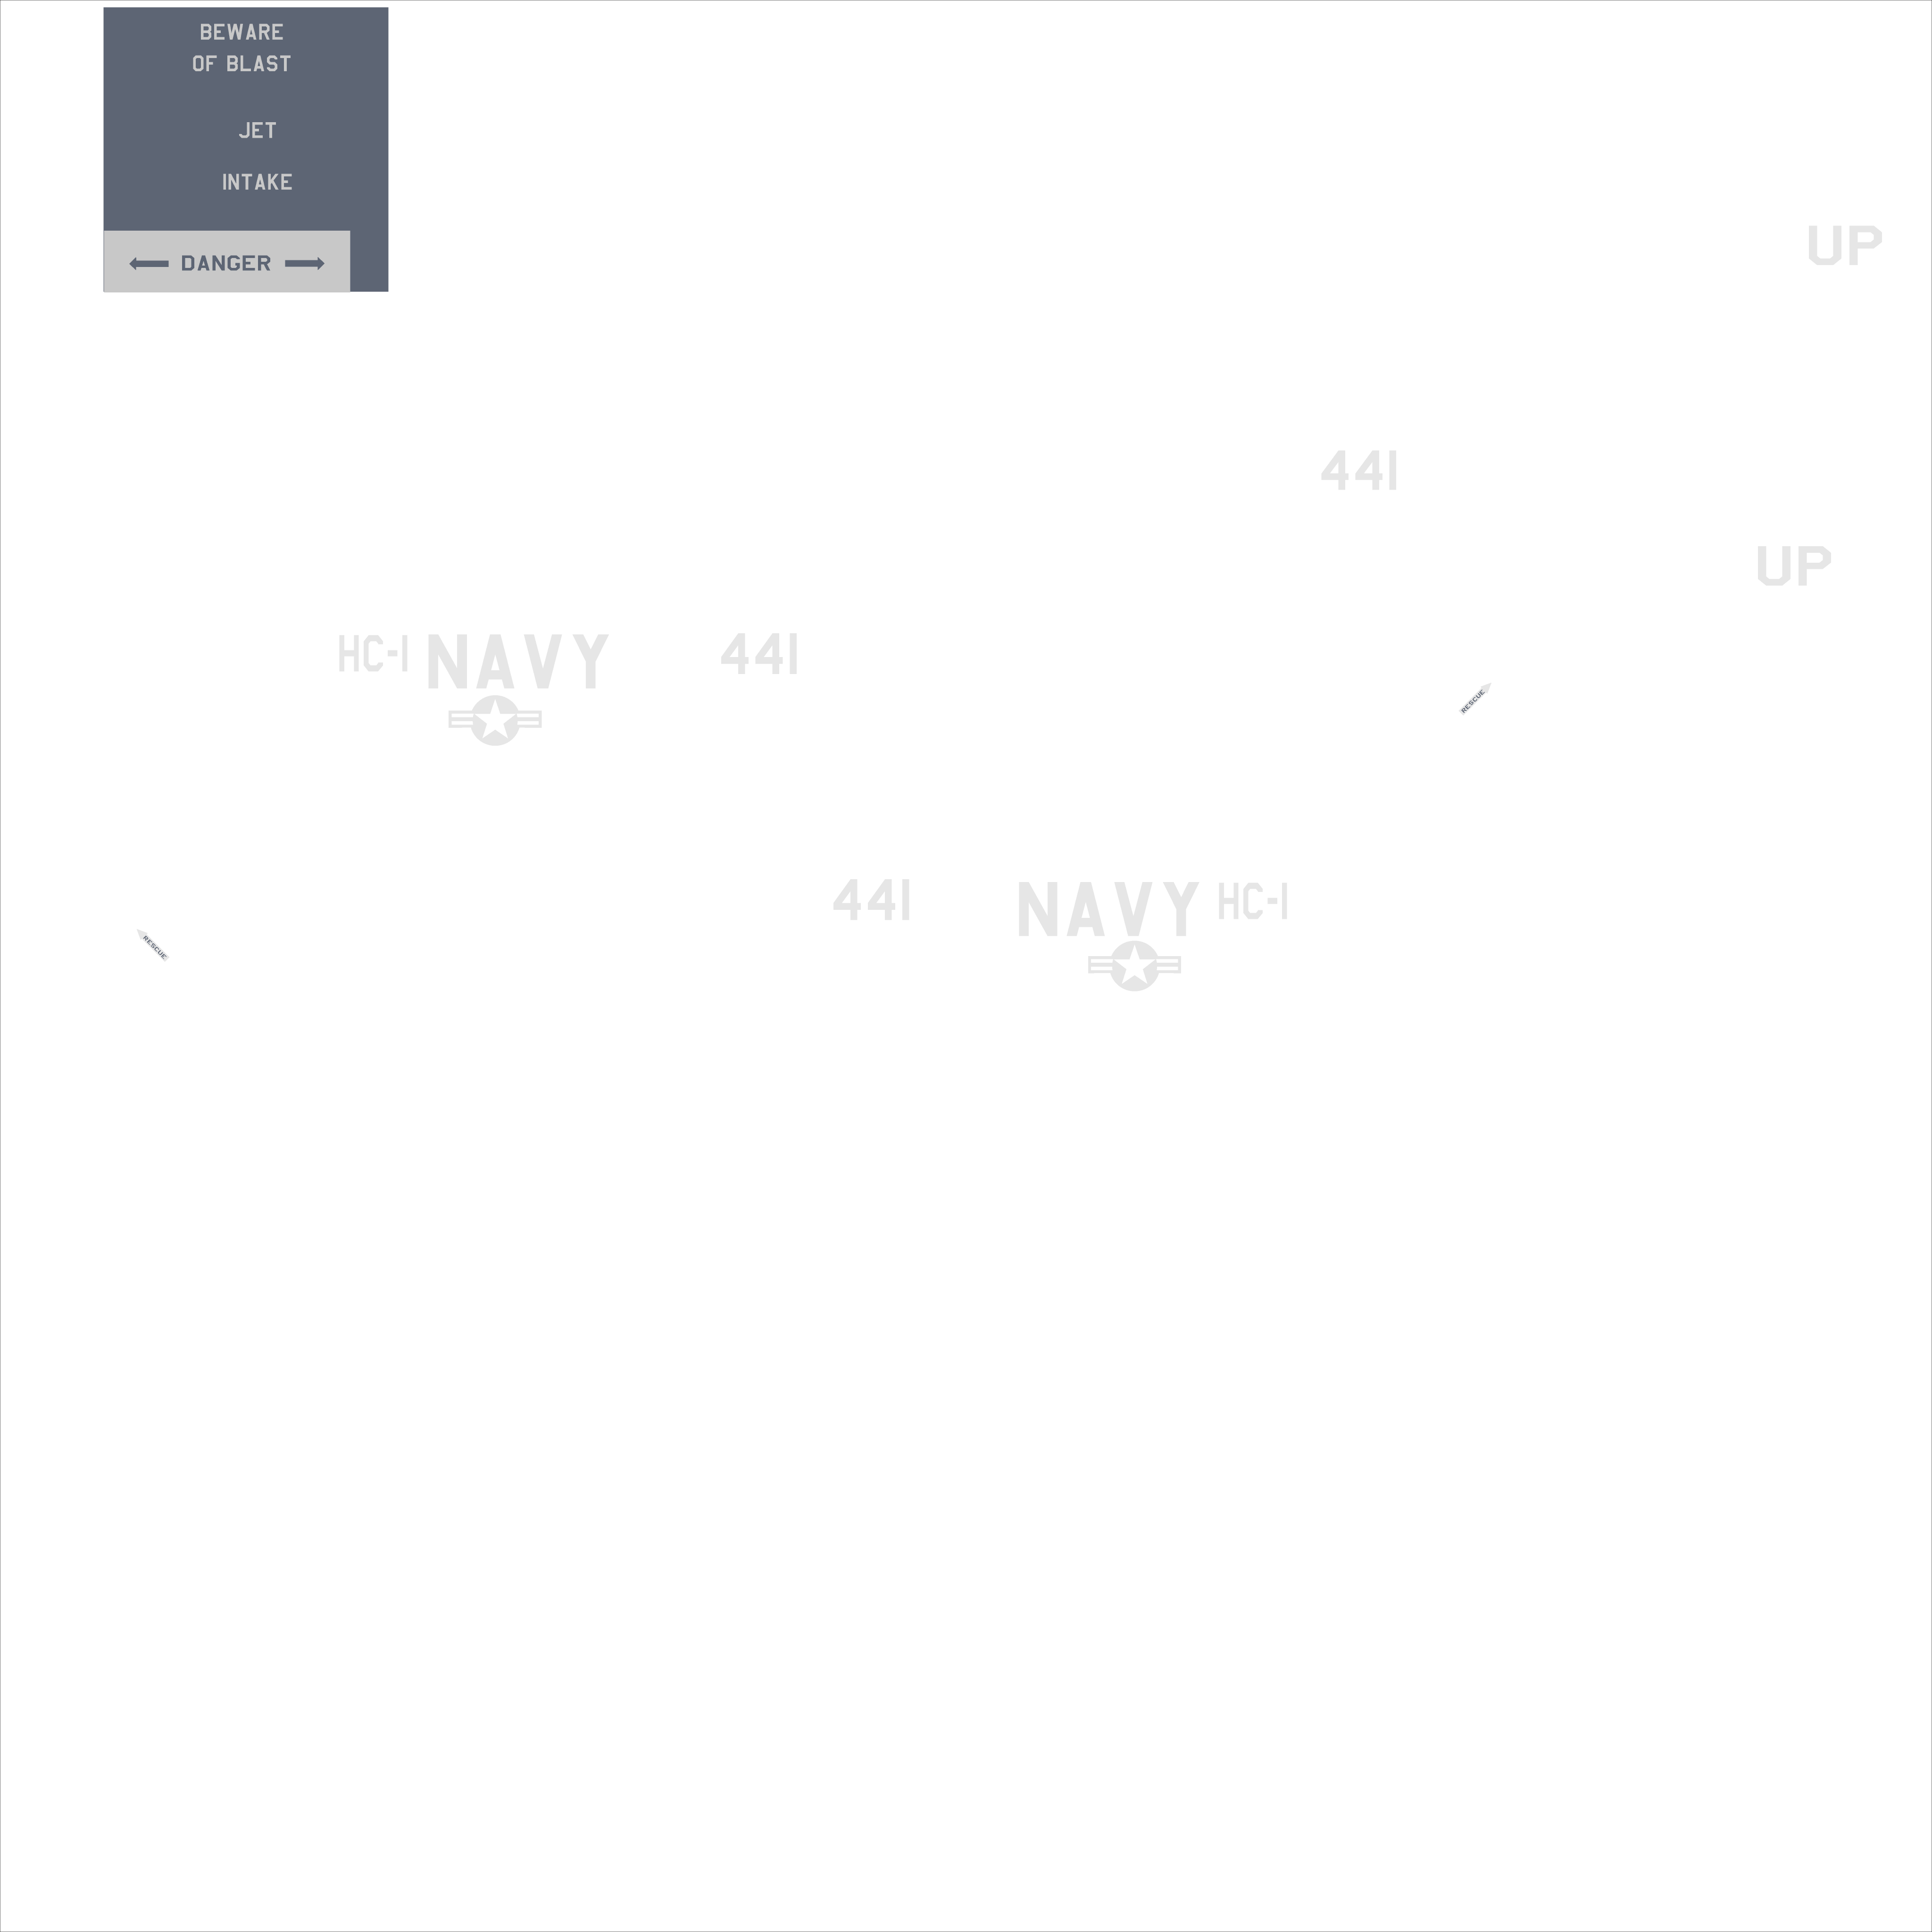 BEWARE
OF BLAST
JET
INTAKE
DANGER
UP
441
UP
HC-1 NAVY 441
RESCUE
441 NAVY HC-1
RESCUE